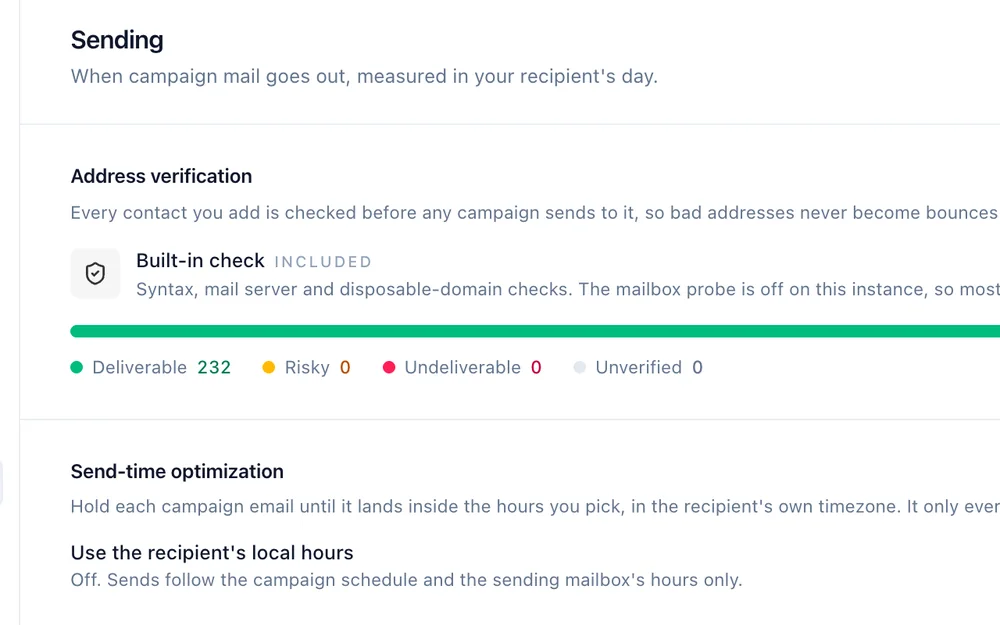 Sending
When campaign mail goes out, measured in your recipient's day.
Address verification
Every contact you add is checked before any campaign sends to it, so bad addresses never become bounces
Built-in check INCLUDED
Syntax, mail server and disposable-domain checks. The mailbox probe is off on this instance, so most
Deliverable 232 Risky 0 Undeliverable 0 Unverified 0
Send-time optimization
Hold each campaign email until it lands inside the hours you pick, in the recipient's own timezone. It only ever
Use the recipient's local hours
Off. Sends follow the campaign schedule and the sending mailbox's hours only.